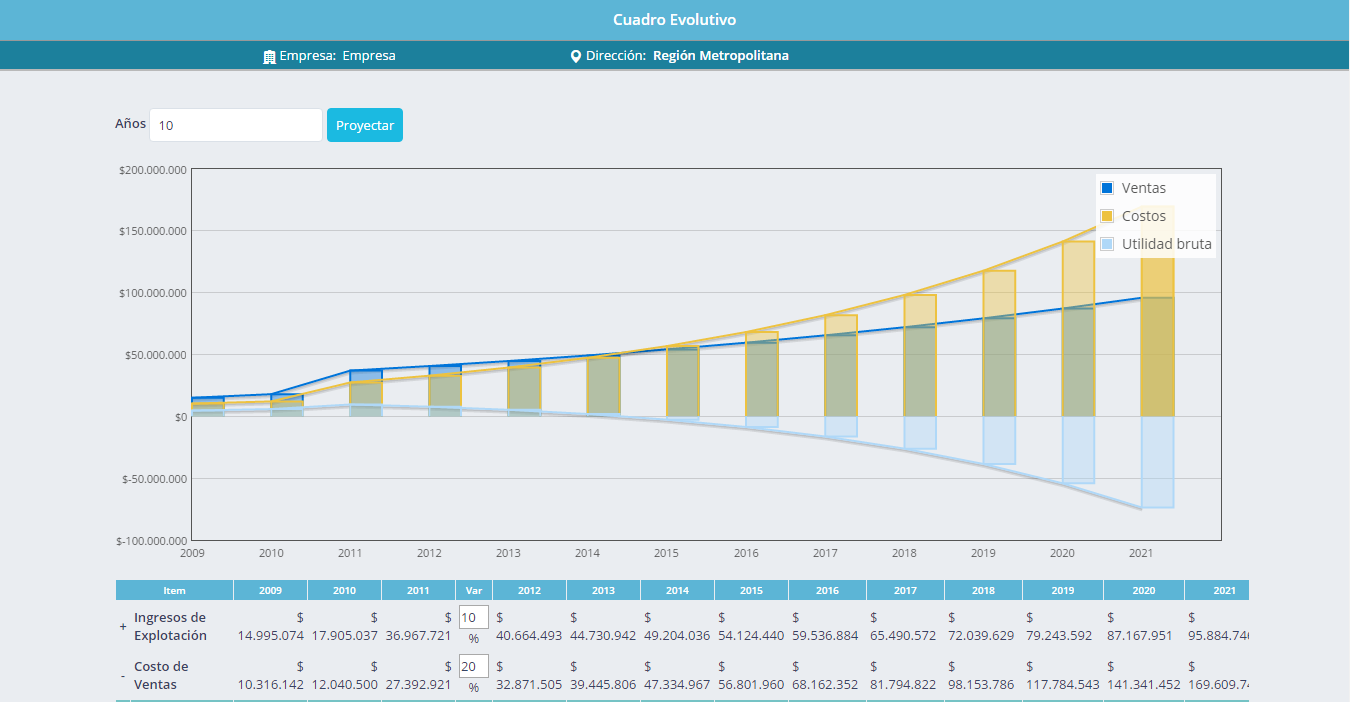 Cuadro Evolutivo
Empresa: Empresa
Dirección: Región Metropolitana
Años 10 Proyectar
$200.000.000
$150.000.000
$100.000.000
$50.000.000
$0
$-50.000.000
$-100.000.000
Ventas
Costos
Utilidad bruta
2009 2010 2011 2012 2013 2014 2015 2016 2017 2018 2019 2020 2021
Item 2009 2010 2011 Var 2012 2013 2014 2015 2016 2017 2018 2019 2020 2021
+ Ingresos de Explotación $ 14.995.074 $ 17.905.037 $ 36.967.721 10 % $ 40.664.493 $ 44.730.942 $ 49.204.036 $ 54.124.440 $ 59.536.884 $ 65.490.572 $ 72.039.629 $ 79.243.592 $ 87.167.951 $ 95.884.74
- Costo de Ventas $ 10.316.142 $ 12.040.500 $ 27.392.921 20 % $ 32.871.505 $ 39.445.806 $ 47.334.967 $ 56.801.960 $ 68.162.352 $ 81.794.822 $ 98.153.786 $ 117.784.543 $ 141.341.452 $ 169.609.7